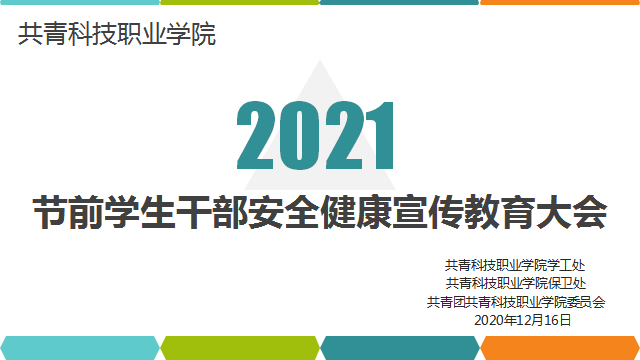 共青科技职业学院
2021
节前学生干部安全健康宣传教育大会
共青科技职业学院学工处
共青科技职业学院保卫处
共青团共青科技职业学院委员会
2020年12月16日